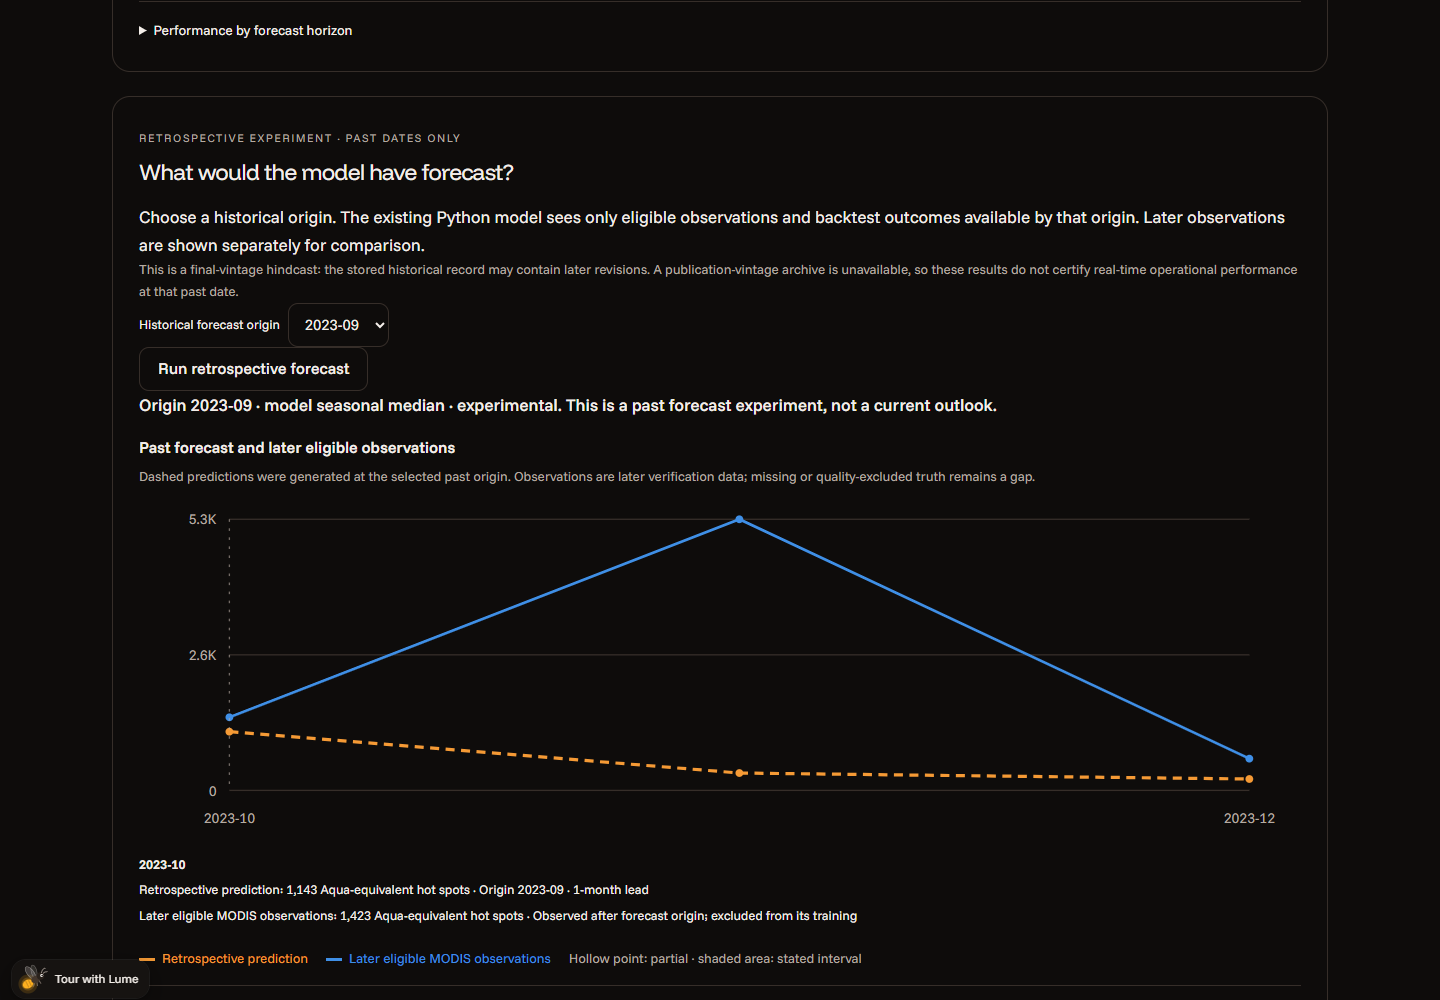 ▶ Performance by forecast horizon
RETROSPECTIVE EXPERIMENT · PAST DATES ONLY
What would the model have forecast?
Choose a historical origin. The existing Python model sees only eligible observations and backtest outcomes available by that origin. Later observations
are shown separately for comparison.
This is a final-vintage hindcast: the stored historical record may contain later revisions. A publication-vintage archive is unavailable, so these results do not certify real-time operational performance
at that past date.
Historical forecast origin 2023-09
Run retrospective forecast
Origin 2023-09 · model seasonal median · experimental. This is a past forecast experiment, not a current outlook.
Past forecast and later eligible observations
Dashed predictions were generated at the selected past origin. Observations are later verification data; missing or quality-excluded truth remains a gap.
5.3K
2.6K
0
2023-10 2023-12
2023-10
Retrospective prediction: 1,143 Aqua-equivalent hot spots · Origin 2023-09 · 1-month lead
Later eligible MODIS observations: 1,423 Aqua-equivalent hot spots · Observed after forecast origin; excluded from its training
Retrospective prediction Later eligible MODIS observations Hollow point: partial · shaded area: stated interval
Tour with Lume